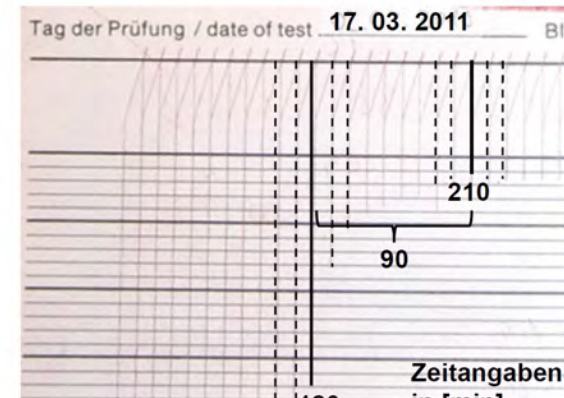 Tag der Prüfung / date of test 17. 03. 2011
210
90
Zeitangaben